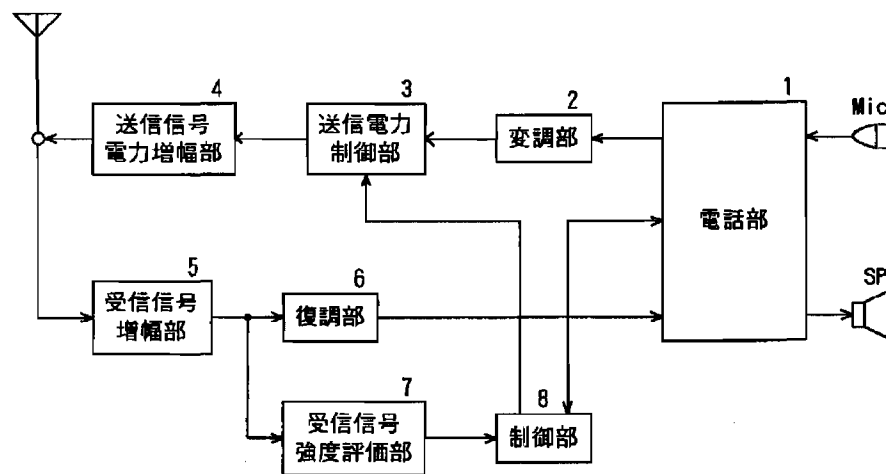 4
送信信号
電力増幅部
3
送信電力
制御部
2
変調部
1
電話部
Mic
SP
5
受信信号
増幅部
6
復調部
7
受信信号
強度評価部
8
制御部